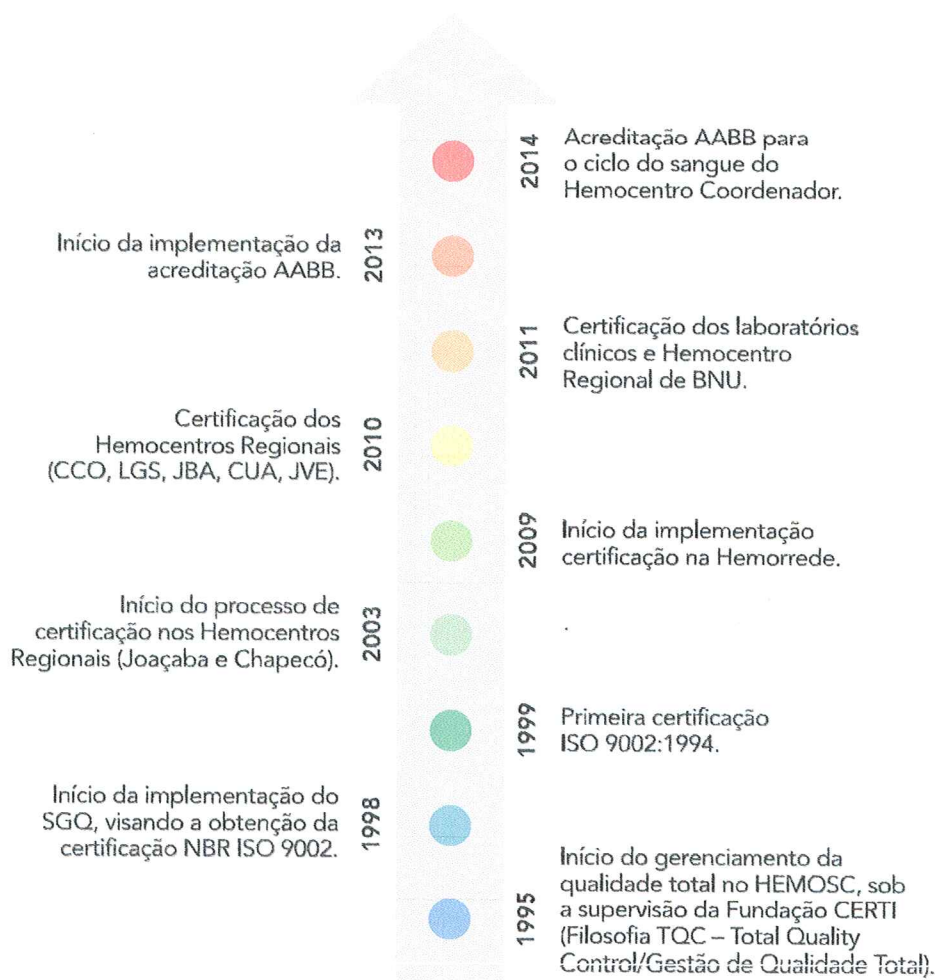 2014
Acreditação AABB para
o ciclo do sangue do
Hemocentro Coordenador.
2013
Início da implementação da
acreditação AABB.
2011
Certificação dos laboratórios
clínicos e Hemocentro
Regional de BNU.
2010
Certificação dos
Hemocentros Regionais
(CCO, LGS, JBA, CUA, JVE).
2009
Início da implementação
certificação na Hemorrede.
2003
Início do processo de
certificação nos Hemocentros
Regionais (Joaçaba e Chapecó).
1999
Primeira certificação
ISO 9002:1994.
1998
Início da implementação do
SGQ, visando a obtenção da
certificação NBR ISO 9002.
1995
Início do gerenciamento da
qualidade total no HEMOSC, sob
a supervisão da Fundação CERTI
(Filosofia TQC – Total Quality
Control/Gestão de Qualidade Total).